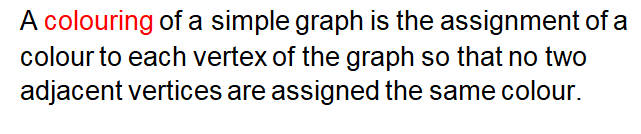 A colouring of a simple graph is the assignment of a
colour to each vertex of the graph so that no two
adjacent vertices are assigned the same colour.